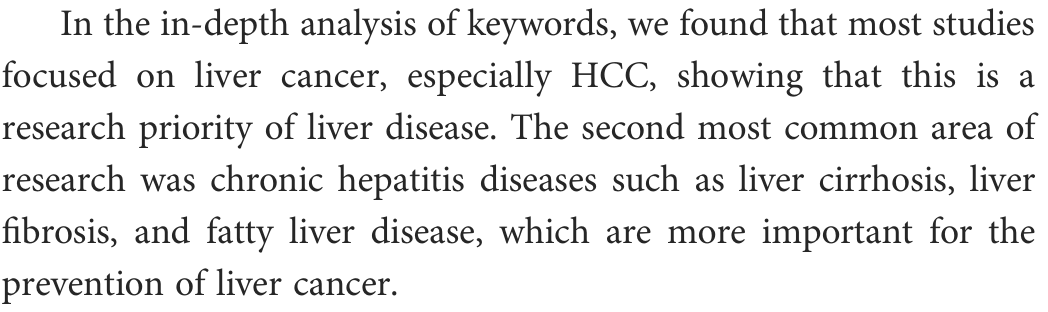 In the in-depth analysis of keywords, we found that most studies
focused on liver cancer, especially HCC, showing that this is a
research priority of liver disease. The second most common area of
research was chronic hepatitis diseases such as liver cirrhosis, liver
fibrosis, and fatty liver disease, which are more important for the
prevention of liver cancer.